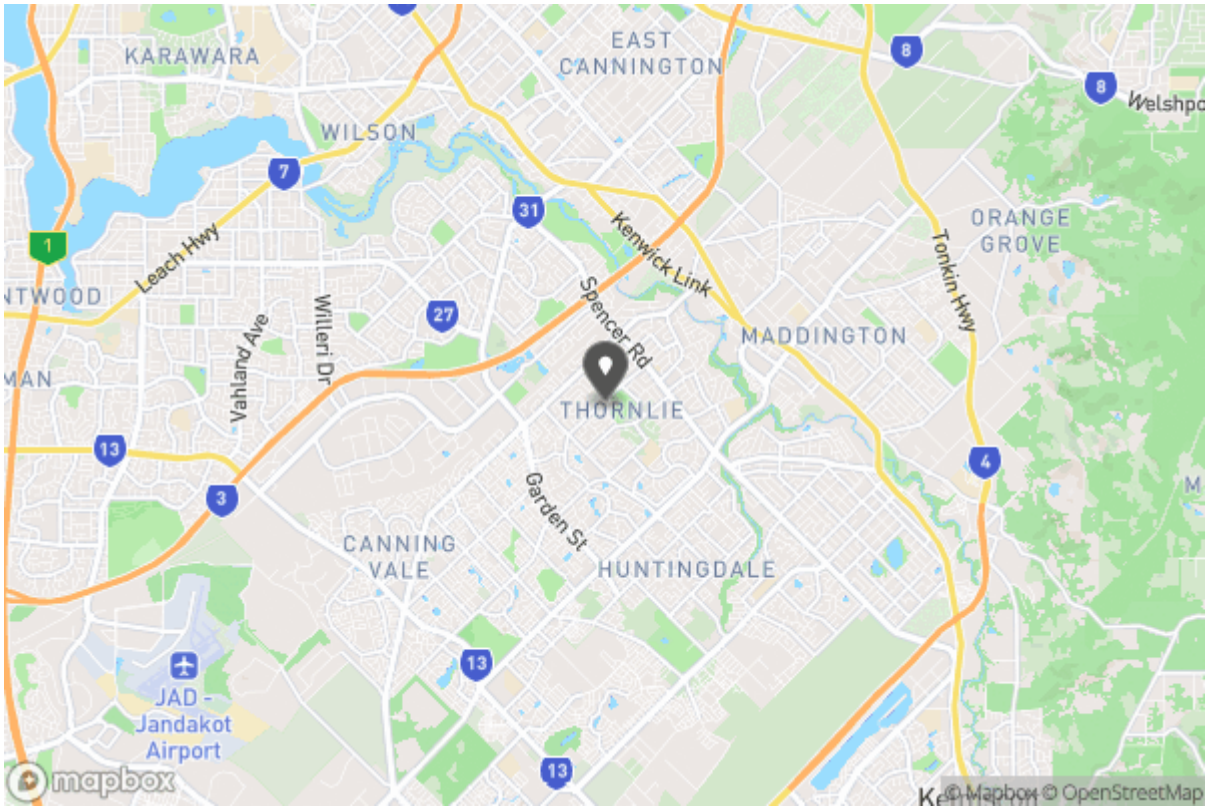 EAST
CANNINGTON
KARAWARA
8
8
Welshpo
WILSON
7
31
ORANGE
GROVE
1
Leach Hwy
Kenwick Link
Tonkin Hwy
NTWOOD
Willeri Dr
27
Spencer Rd
MADDINGTON
Vahland Ave
MAN
THORNLIE
13
4
3
M
Garden St
CANNING
VALE
HUNTINGDALE
13
JAD -
Jandakot
Airport
13
mapbox
© Mapbox © OpenStreetMap